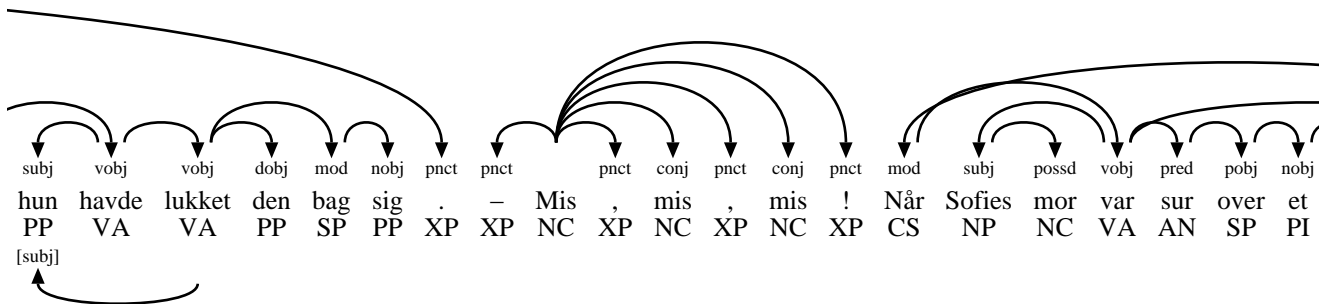 subj vobj vobj dobj mod nobj pnct pnct pnct conj pnct conj pnct mod subj possd vobj pred pobj nobj
hun havde lukket den bag sig . – Mis , mis , mis ! Når Sofies mor var sur over et
PP VA VA PP SP PP XP XP NC XP NC XP NC XP CS NP NC VA AN SP PI
[subj]